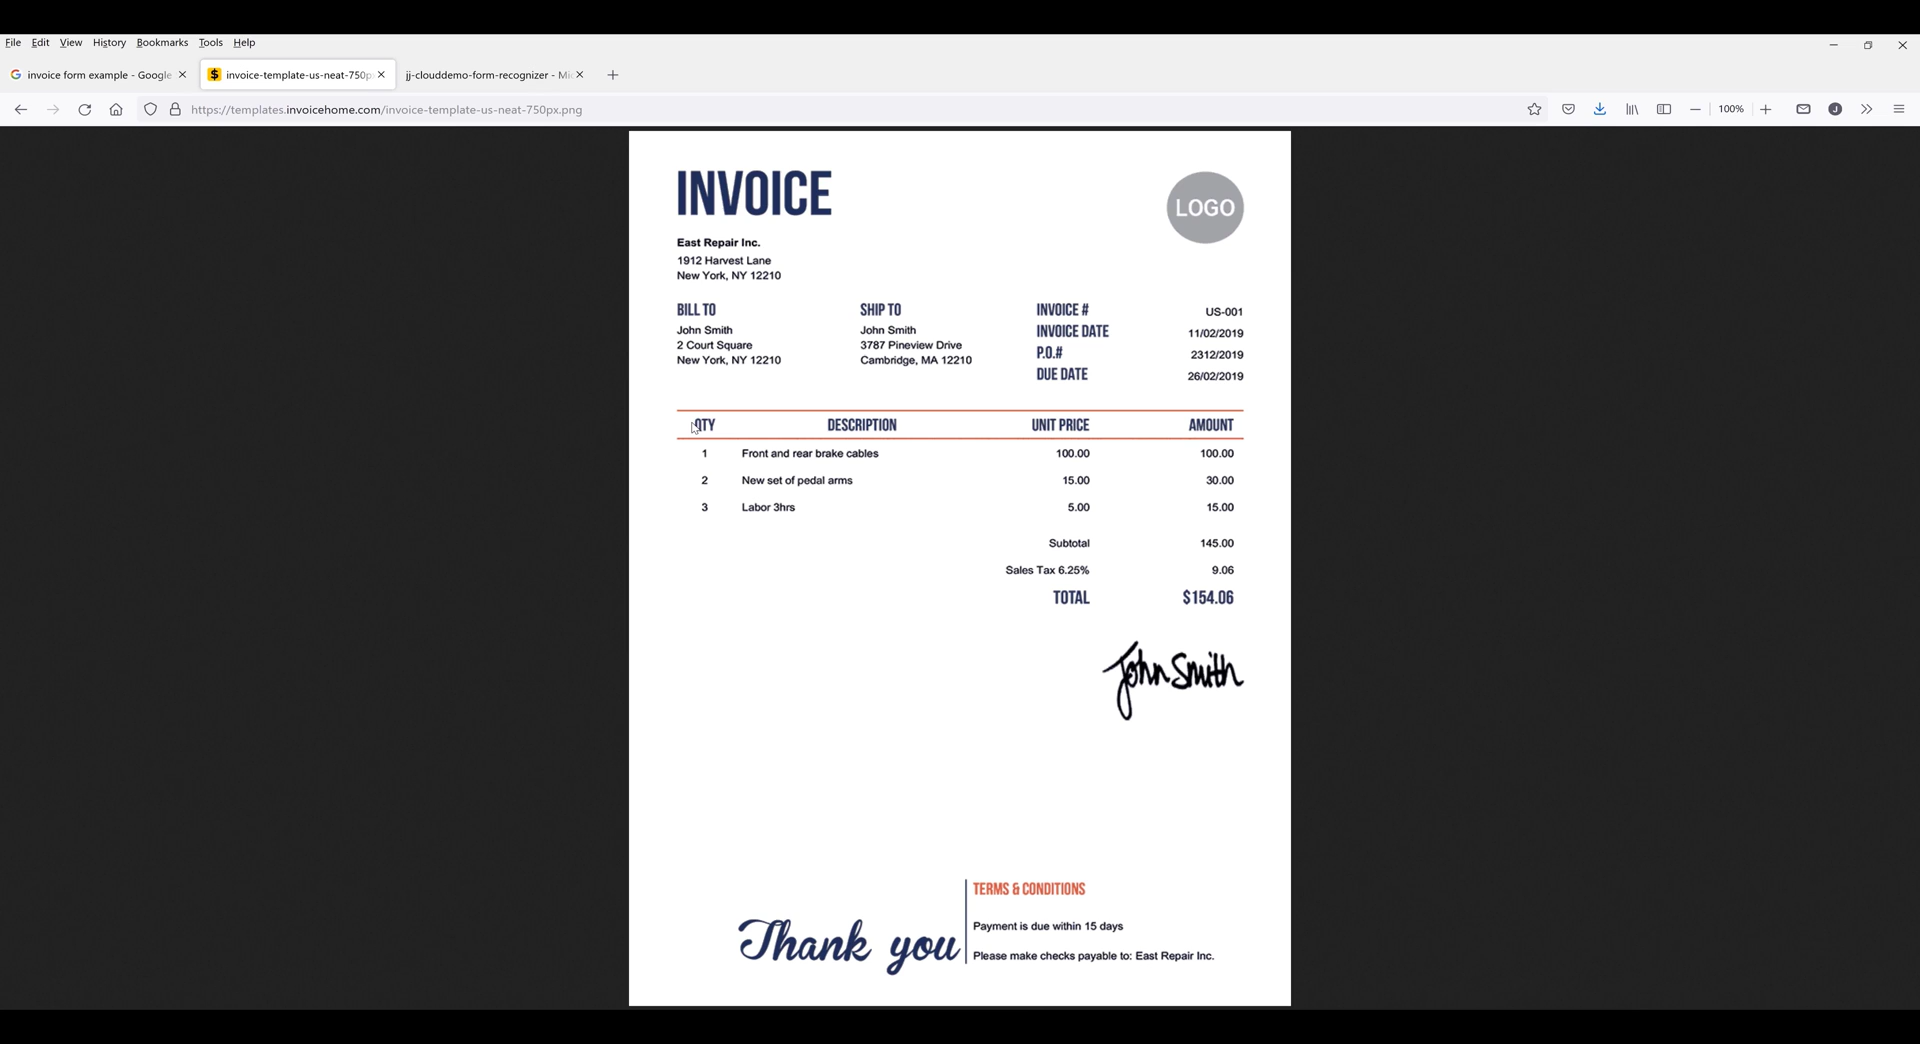 File Edit View History Bookmarks Tools Help
invoice form example - Google
invoice-template-us-neat-750p
jj-clouddemo-form-recognizer - Mi
https://templates.invoicehome.com/invoice-template-us-neat-750px.png
100%
J
INVOICE
LOGO
East Repair Inc.
1912 Harvest Lane
New York, NY 12210
BILL TO
John Smith
2 Court Square
New York, NY 12210
SHIP TO
John Smith
3787 Pineview Drive
Cambridge, MA 12210
INVOICE # US-001
INVOICE DATE 11/02/2019
P.O.# 2312/2019
DUE DATE 26/02/2019
QTY DESCRIPTION UNIT PRICE AMOUNT
1 Front and rear brake cables 100.00 100.00
2 New set of pedal arms 15.00 30.00
3 Labor 3hrs 5.00 15.00
Subtotal 145.00
Sales Tax 6.25% 9.06
TOTAL $154.06
John Smith
Thank you
TERMS & CONDITIONS
Payment is due within 15 days
Please make checks payable to: East Repair Inc.